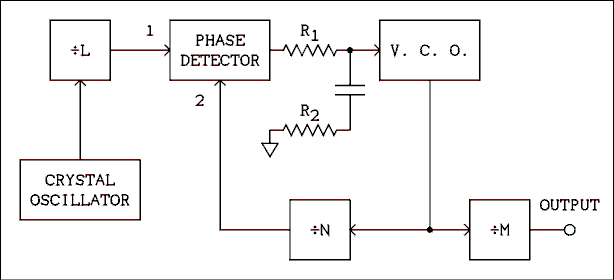 ÷L
1
PHASE
DETECTOR
R1
V. C. O.
2
R2
CRYSTAL
OSCILLATOR
÷N
÷M
OUTPUT